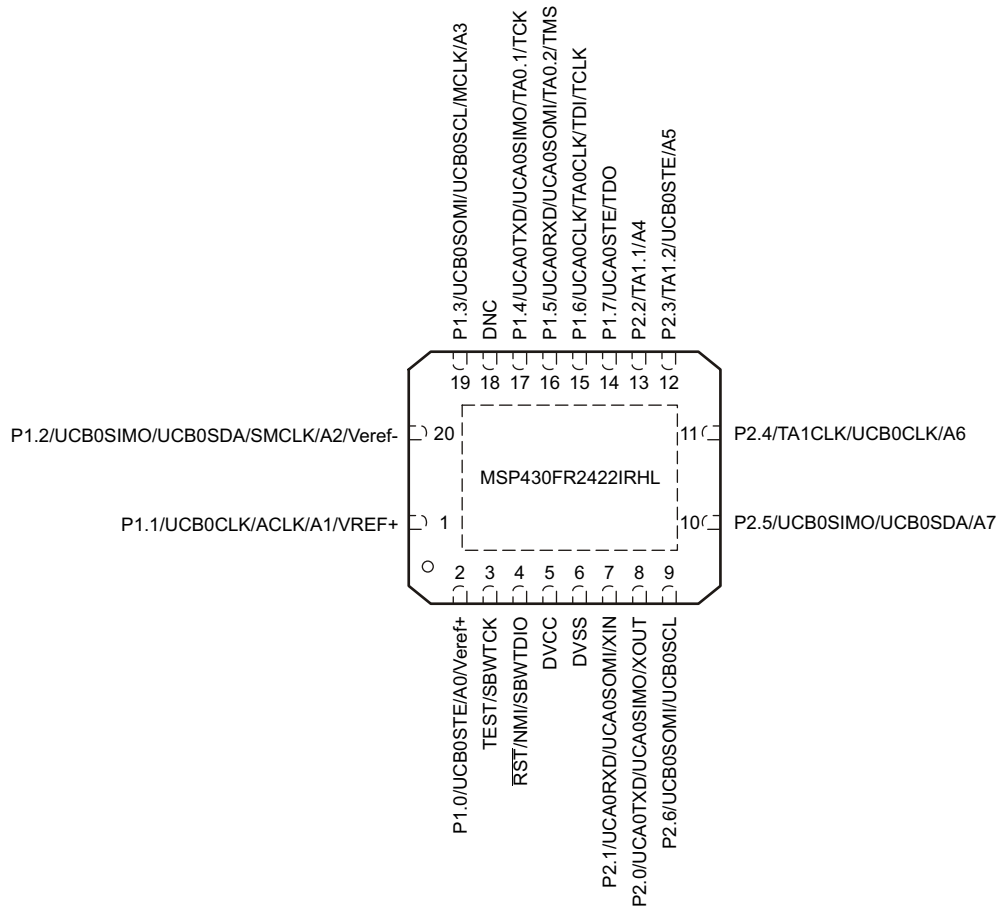 P1.3/UCB0SOMI/UCB0SCL/MCLK/A3
DNC
P1.4/UCA0TXD/UCA0SIMO/TA0.1/TCK
P1.5/UCA0RXD/UCA0SOMI/TA0.2/TMS
P1.6/UCA0CLK/TA0CLK/TDI/TCLK
P1.7/UCA0STE/TDO
P2.2/TA1.1/A4
P2.3/TA1.2/UCB0STE/A5
19 18 17 16 15 14 13 12
P1.2/UCB0SIMO/UCB0SDA/SMCLK/A2/Veref- 20
11 P2.4/TA1CLK/UCB0CLK/A6
MSP430FR2422IRHL
P1.1/UCB0CLK/ACLK/A1/VREF+ 1
10 P2.5/UCB0SIMO/UCB0SDA/A7
2 3 4 5 6 7 8 9
P1.0/UCB0STE/A0/Veref+
TEST/SBWTCK
RST/NMI/SBWTDIO
DVCC
DVSS
P2.1/UCA0RXD/UCA0SOMI/XIN
P2.0/UCA0TXD/UCA0SIMO/XOUT
P2.6/UCB0SOMI/UCB0SCL